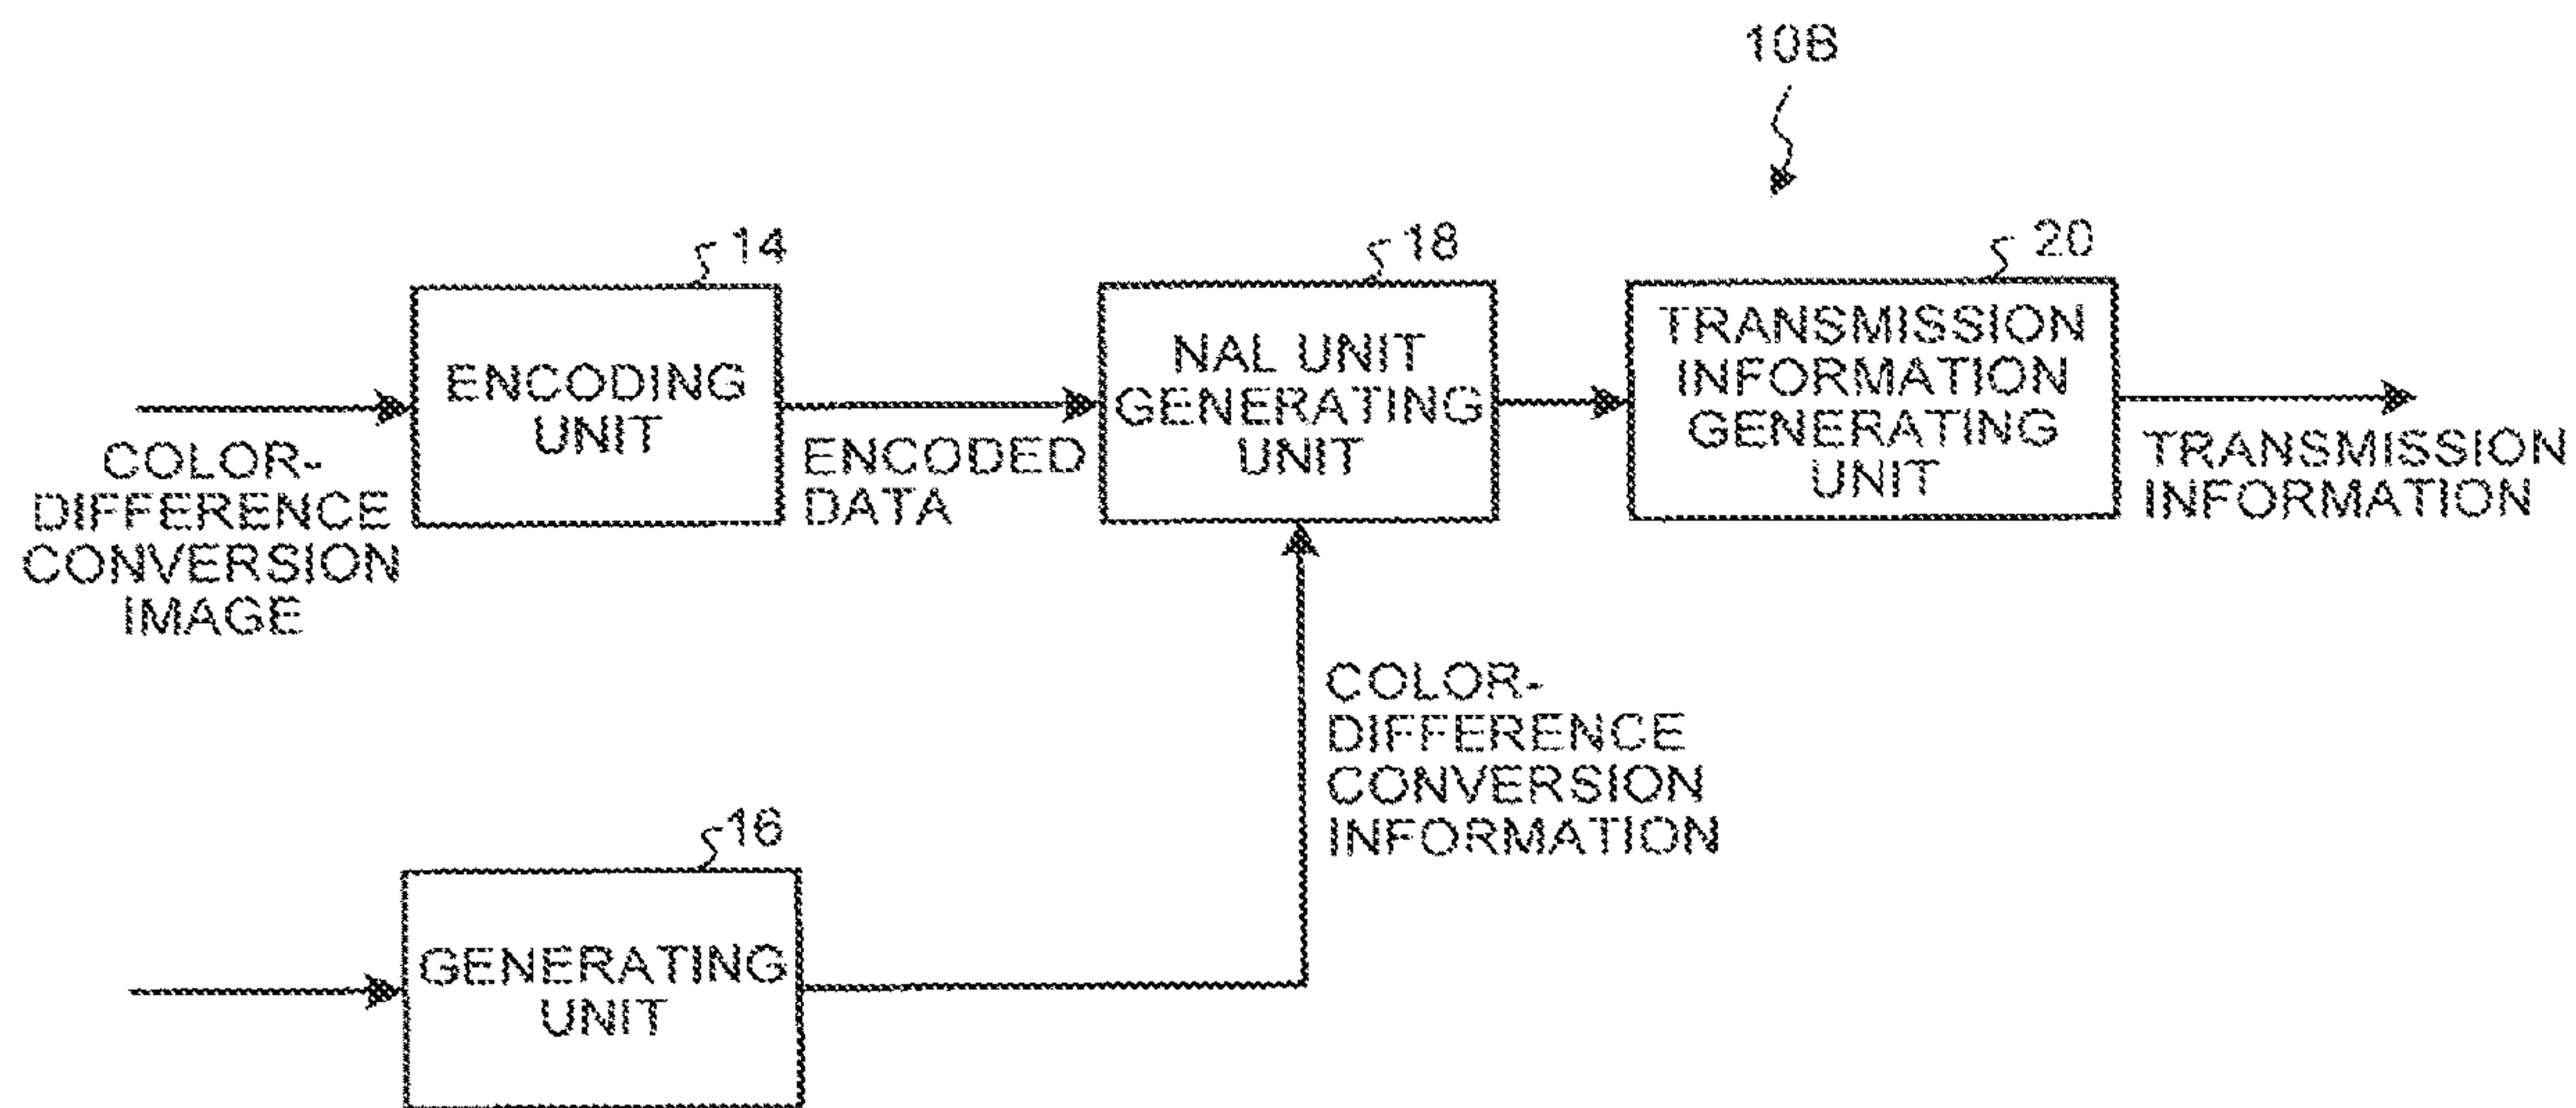 10B
14
18
20
ENCODING
UNIT
NAL UNIT
GENERATING
UNIT
TRANSMISSION
INFORMATION
GENERATING
UNIT
COLOR-
DIFFERENCE
CONVERSION
IMAGE
ENCODED
DATA
TRANSMISSION
INFORMATION
COLOR-
DIFFERENCE
CONVERSION
INFORMATION
16
GENERATING
UNIT